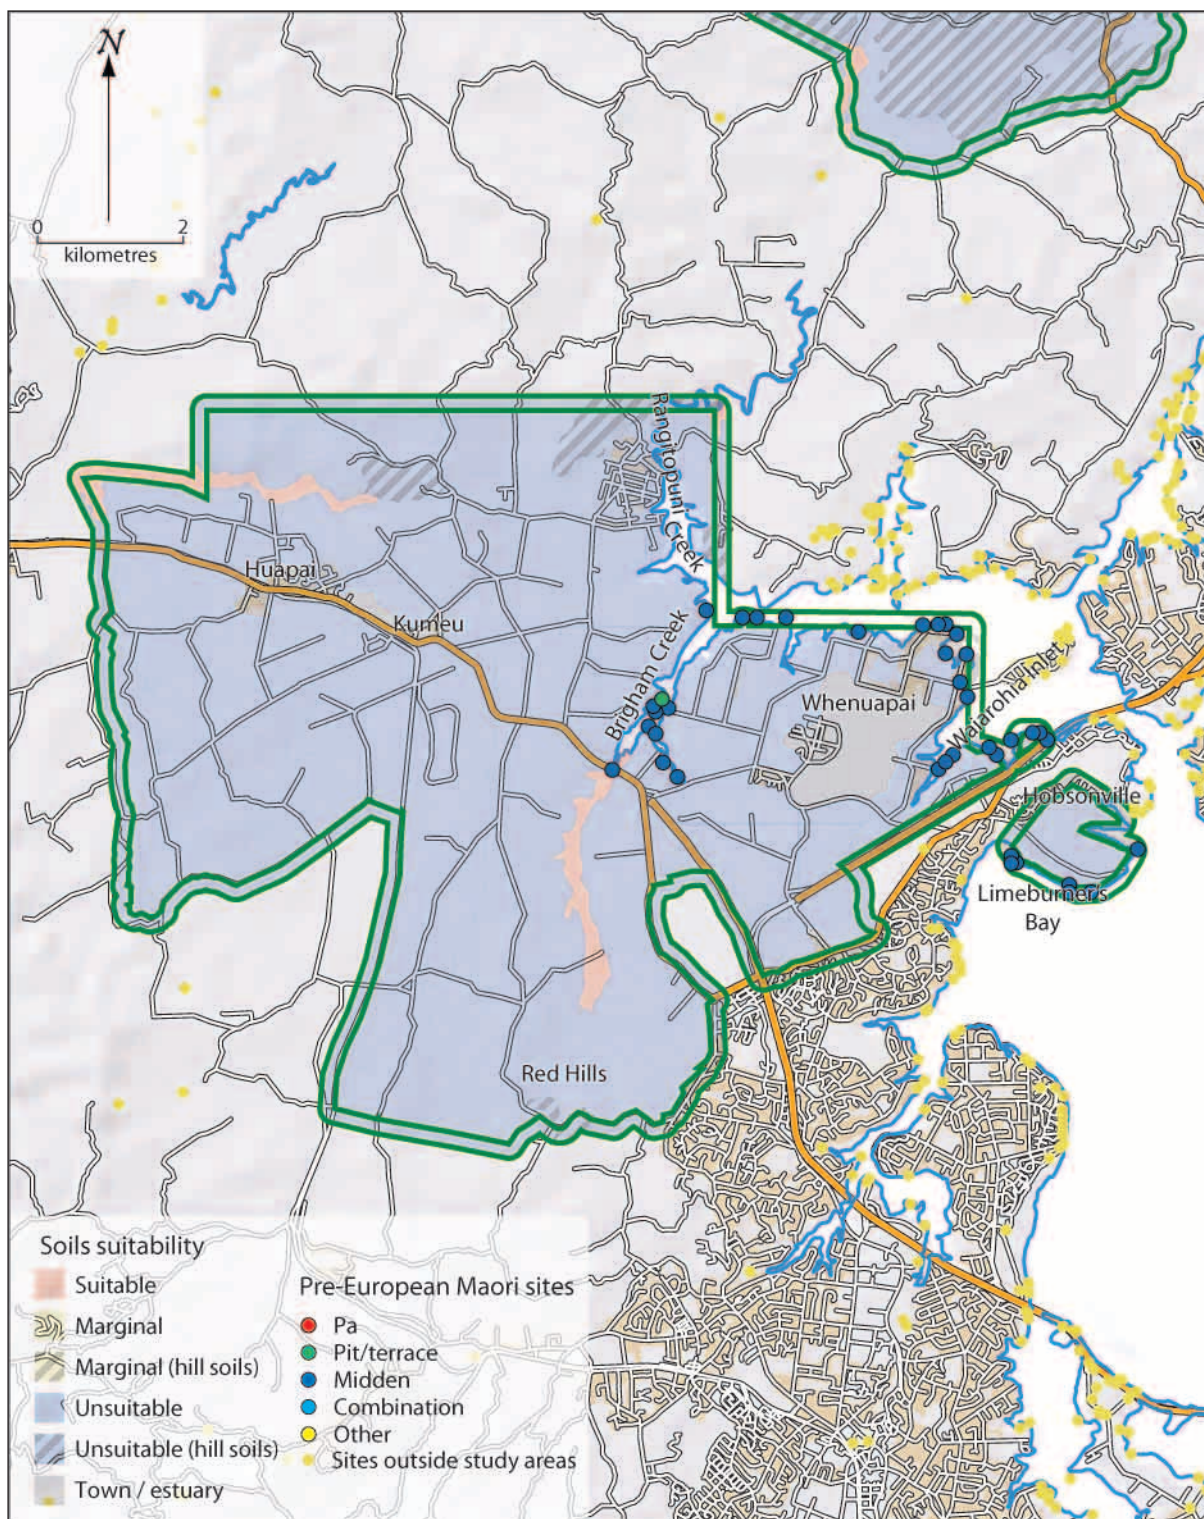 N
0 2
kilometres
Rangitopuni Creek
Huapai
Kumeu
Brigham Creek
Whenuapai
Waiarohia Inlet
Hobsonville
Limeburner's
Bay
Red Hills
Soils suitability
Suitable
Marginal
Marginal (hill soils)
Unsuitable
Unsuitable (hill soils)
Town / estuary
Pre-European Maori sites
Pa
Pit/terrace
Midden
Combination
Other
Sites outside study areas